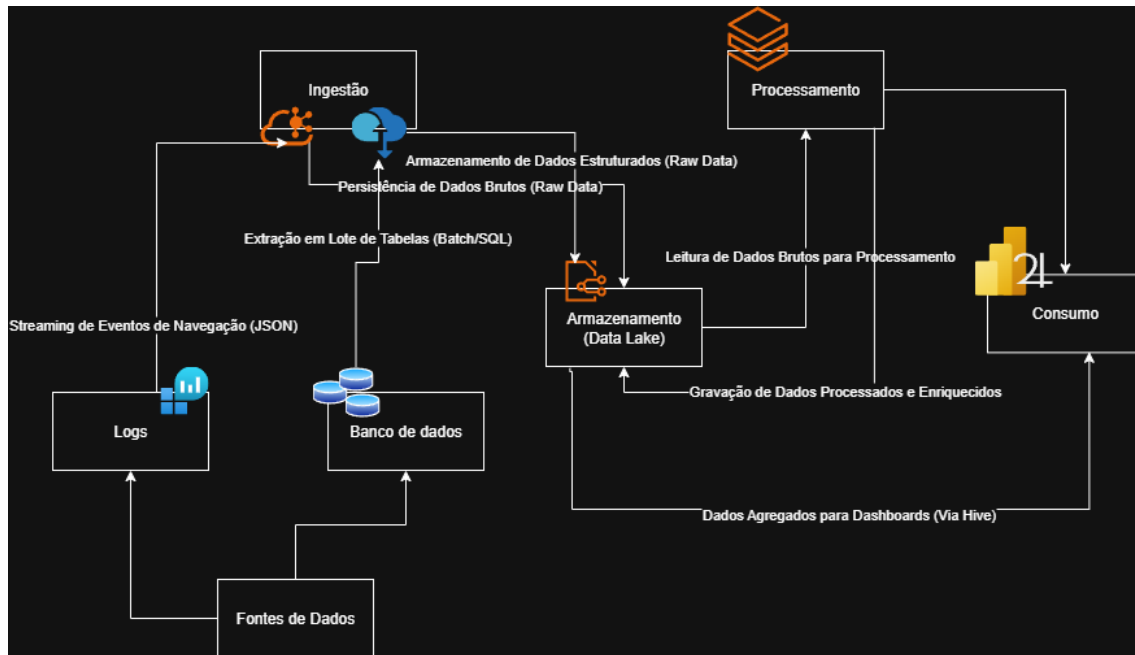 Ingestão
Processamento
Armazenamento de Dados Estruturados (Raw Data)
Persistência de Dados Brutos (Raw Data)
Extração em Lote de Tabelas (Batch/SQL)
Leitura de Dados Brutos para Processamento
Streaming de Eventos de Navegação (JSON)
Armazenamento
(Data Lake)
Consumo
Gravação de Dados Processados e Enriquecidos
Logs
Banco de dados
Dados Agregados para Dashboards (Via Hive)
Fontes de Dados